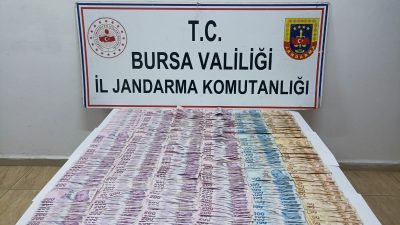 T.C.
BURSA VALİLİĞİ
İL JANDARMA KOMUTANLIĞI